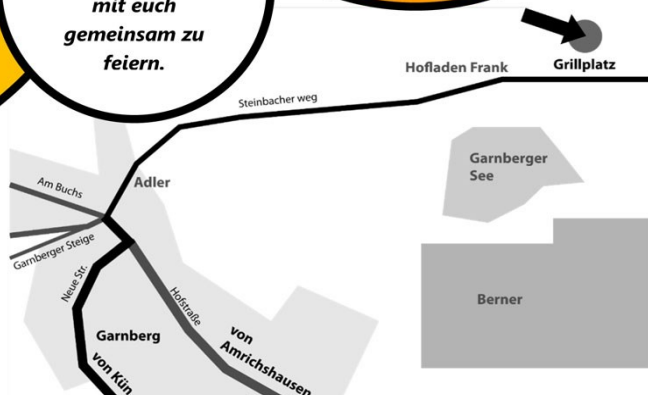 mit euch
gemeinsam zu
feiern.
Grillplatz
Hofladen Frank
Steinbacher weg
Garnberger
See
Am Buchs
Adler
Garnberger Steige
Neue Str.
Hofstraße
Berner
Garnberg
von
Amrichshausen
von Kün